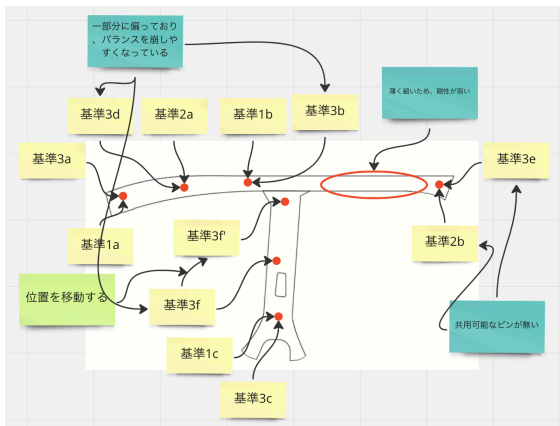 一部分に偏っており
、バランスを崩しや
すくなっている
薄く細いため、剛性が弱い
基準3d
基準2a
基準1b
基準3b
基準3a
基準3e
基準1a
基準3f'
基準2b
位置を移動する
基準3f
共用可能なピンが無い
基準1c
基準3c